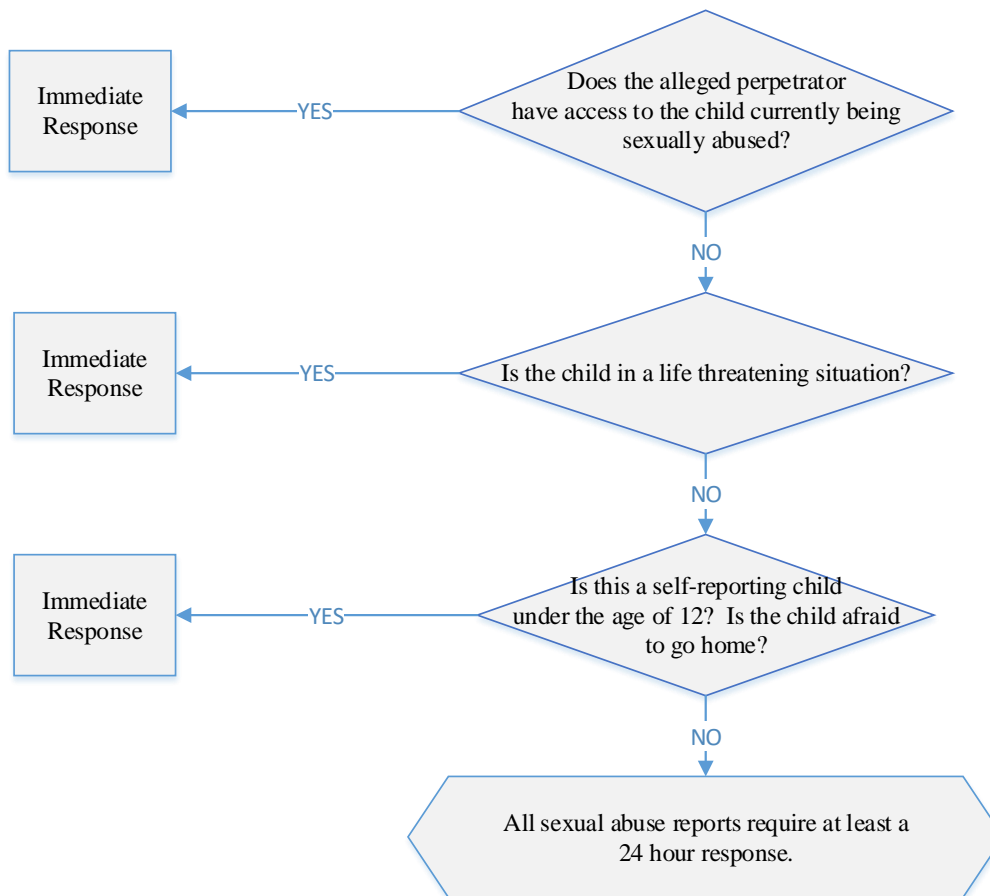 Does the alleged perpetrator
have access to the child currently being
sexually abused?
YES
Immediate
Response
NO
Is the child in a life threatening situation?
YES
Immediate
Response
NO
Is this a self-reporting child
under the age of 12?  Is the child afraid
to go home?
YES
Immediate
Response
NO
All sexual abuse reports require at least a
24 hour response.